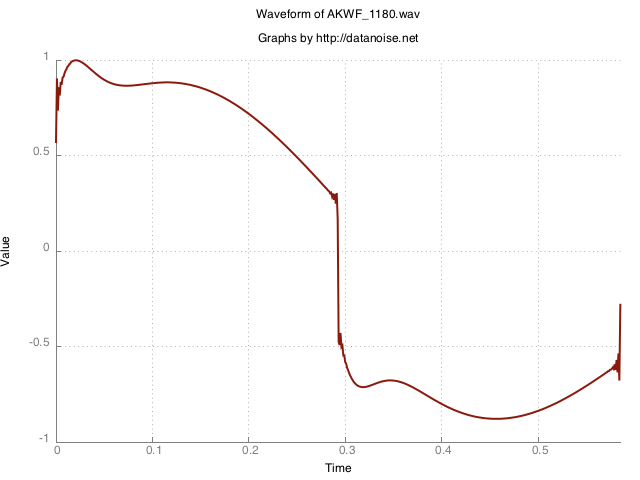 Waveform of AKWF_1180.wav
Graphs by http://datanoise.net
1
0.5
0
-0.5
-1
Value
0 0.1 0.2 0.3 0.4 0.5
Time